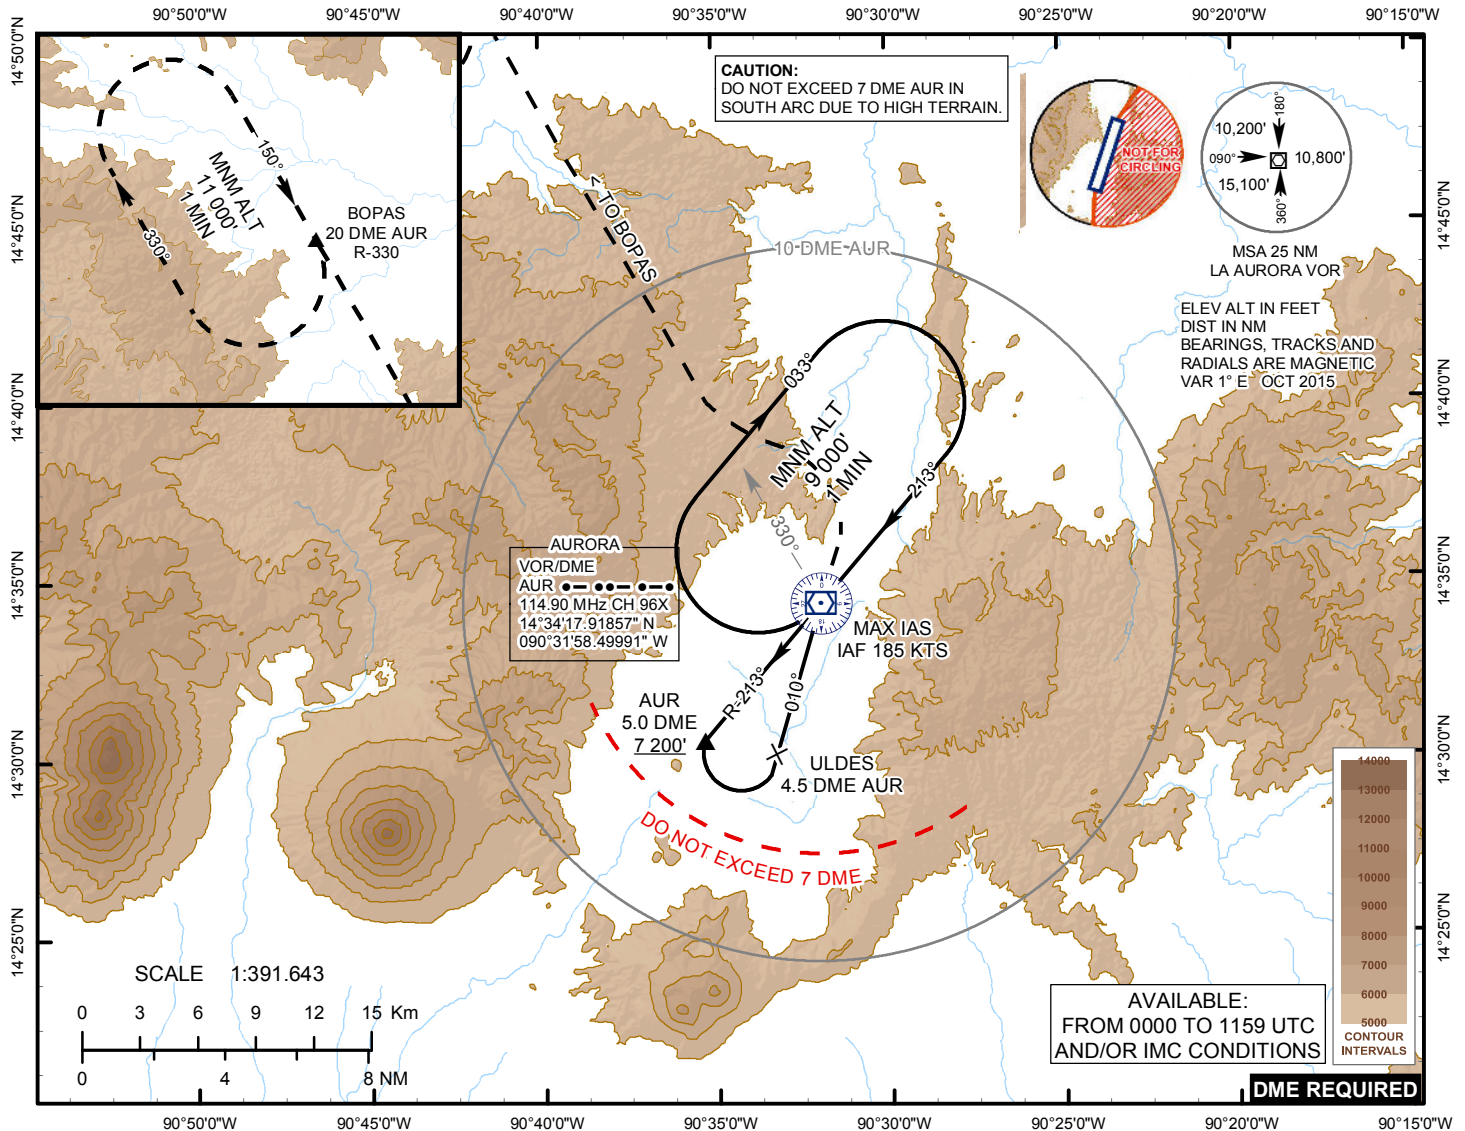 90°50'0"W 90°45'0"W 90°40'0"W 90°35'0"W 90°30'0"W 90°25'0"W 90°20'0"W 90°15'0"W
14°50'0"N
14°45'0"N
14°40'0"N
14°35'0"N
14°30'0"N
14°25'0"N
150°
MNM ALT
11 000'
1 MIN
330°
BOPAS
20 DME AUR
R-330
< TO BOPAS
CAUTION:
DO NOT EXCEED 7 DME AUR IN
SOUTH ARC DUE TO HIGH TERRAIN.
NOT FOR
CIRCLING
180°
10,200'
090°
10,800'
15,100'
360°
MSA 25 NM
LA AURORA VOR
ELEV ALT IN FEET
DIST IN NM
BEARINGS, TRACKS AND
RADIALS ARE MAGNETIC
VAR 1° E OCT 2015
10 DME AUR
033°
MNM ALT
9 000'
1 MIN
213°
330°
AURORA
VOR/DME
AUR
114.90 MHz CH 96X
14°34'17.91857" N
090°31'58.49991" W
0
18
MAX IAS
IAF 185 KTS
R-213°
010°
AUR
5.0 DME
7 200'
ULDES
4.5 DME AUR
DO NOT EXCEED 7 DME
SCALE 1:391.643
0 3 6 9 12 15 Km
0 4 8 NM
14000
13000
12000
11000
10000
9000
8000
7000
6000
5000
CONTOUR
INTERVALS
AVAILABLE:
FROM 0000 TO 1159 UTC
AND/OR IMC CONDITIONS
DME REQUIRED
14°45'0"N
14°40'0"N
14°35'0"N
14°30'0"N
14°25'0"N
90°50'0"W 90°45'0"W 90°40'0"W 90°35'0"W 90°30'0"W 90°25'0"W 90°20'0"W 90°15'0"W